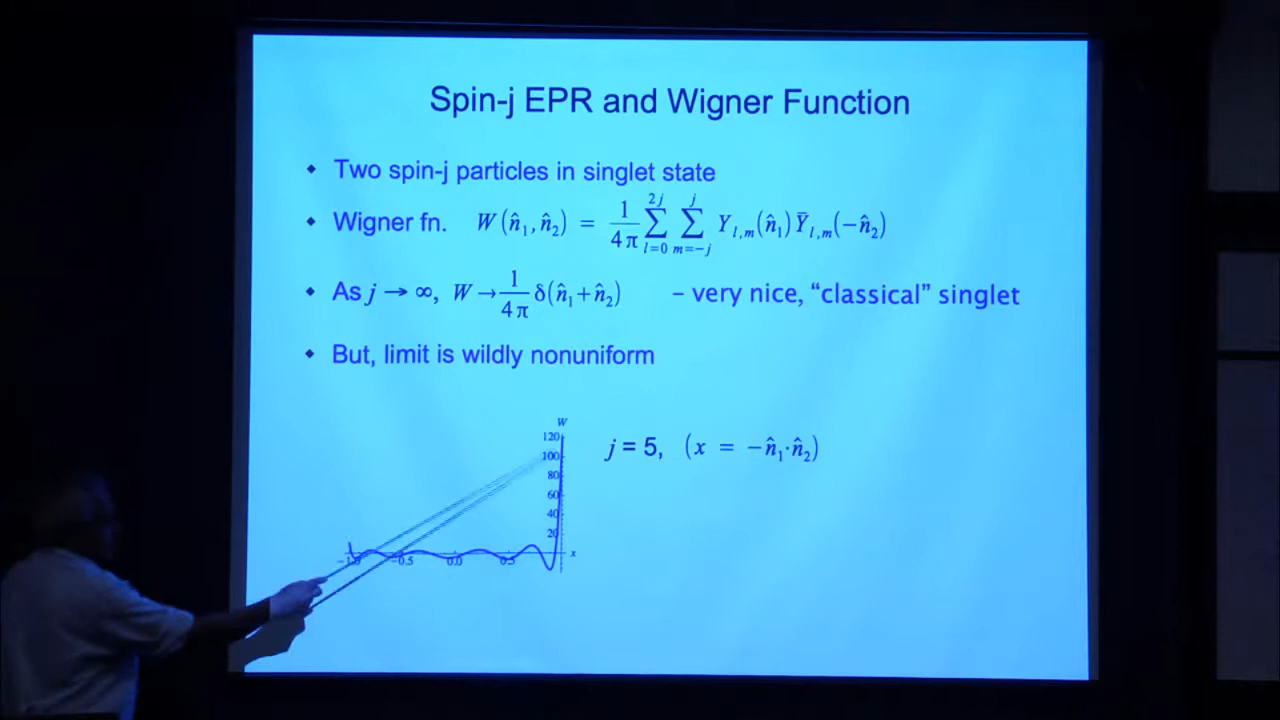 Spin-j EPR and Wigner Function
• Two spin-j particles in singlet state
• Wigner fn. W(n̂₁,n̂₂) = 1/4π ∑_{l=0}^{2j} ∑_{m=−j}^{j} Y_{l,m}(n̂₁)Ȳ_{l,m}(−n̂₂)
• As j → ∞, W → 1/4π δ(n̂₁+n̂₂) – very nice, “classical” singlet
• But, limit is wildly nonuniform
W
120
j = 5, (x = −n̂₁·n̂₂)
100
80
60
40
20
x
−1.0 −0.5 0.0 0.5